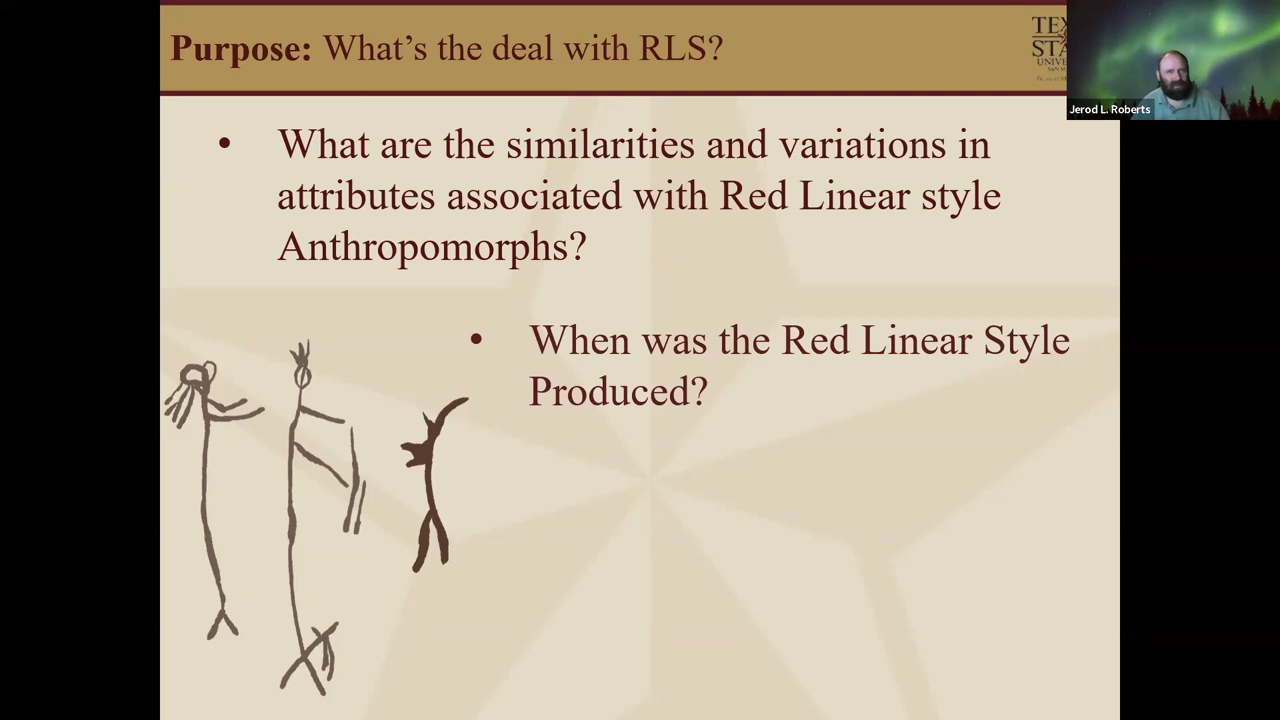 Purpose: What's the deal with RLS?
Jerod L. Roberts
• What are the similarities and variations in
attributes associated with Red Linear style
Anthropomorphs?
• When was the Red Linear Style
Produced?